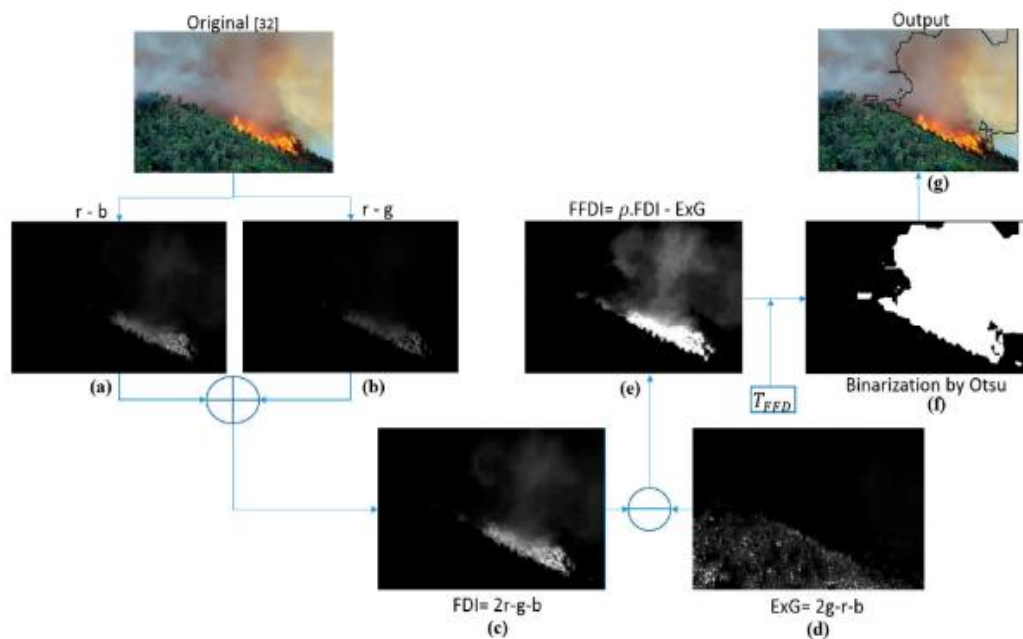 Original [32]
Output
(g)
r - b
r - g
FFDI= ρ.FDI - ExG
(a)
(b)
(e)
T_FFD
Binarization by Otsu
(f)
FDI= 2r-g-b
(c)
ExG= 2g-r-b
(d)